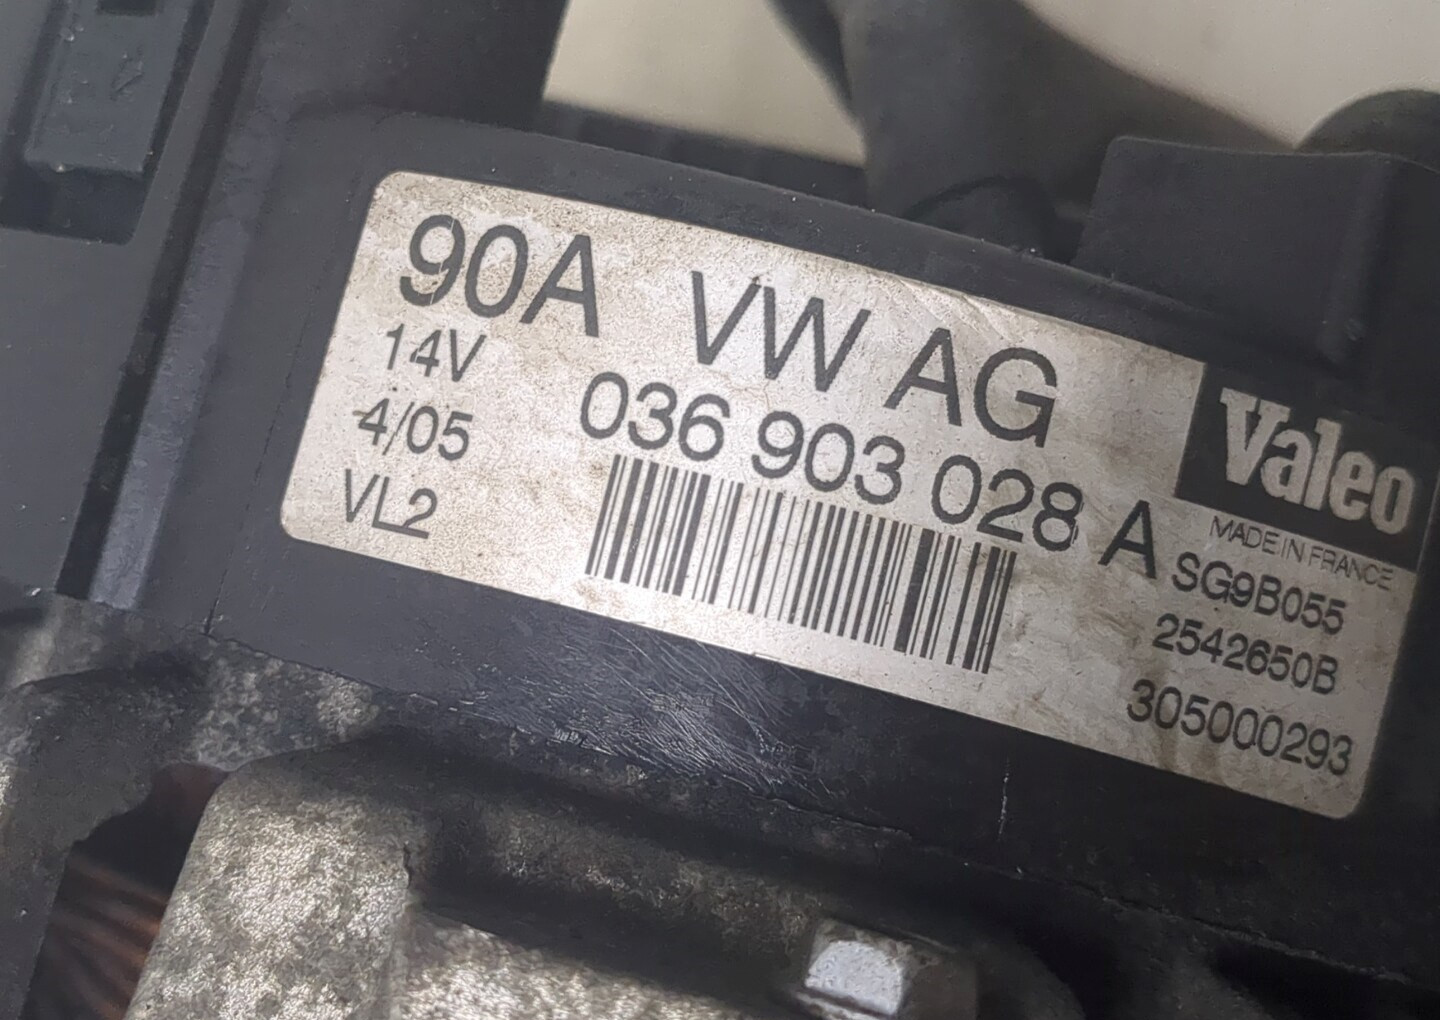 90A VW AG
14V
4/05
VL2
036 903 028 A
Valeo
MADE IN FRANCE
SG9B055
2542650B
305000293